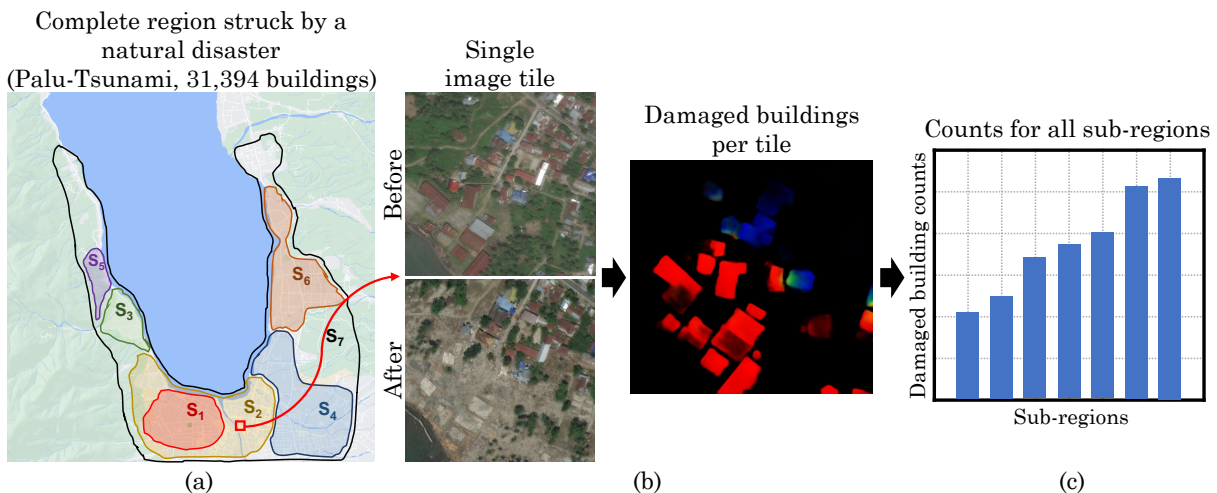 Complete region struck by a
natural disaster
(Palu-Tsunami, 31,394 buildings)
Single
image tile
Damaged buildings
per tile
Counts for all sub-regions
Before
After
S5
S3
S6
S7
S1
S2
S4
Damaged building counts
Sub-regions
(a)
(b)
(c)